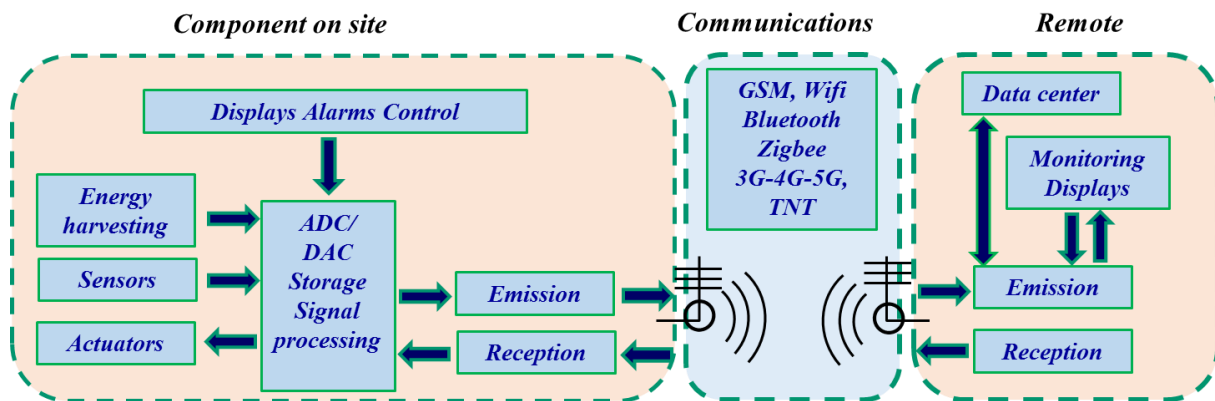 Component on site
Communications
Remote
Displays Alarms Control
Energy
harvesting
Sensors
Actuators
ADC/
DAC
Storage
Signal
processing
Emission
Reception
GSM, Wifi
Bluetooth
Zigbee
3G-4G-5G,
TNT
Data center
Monitoring
Displays
Emission
Reception